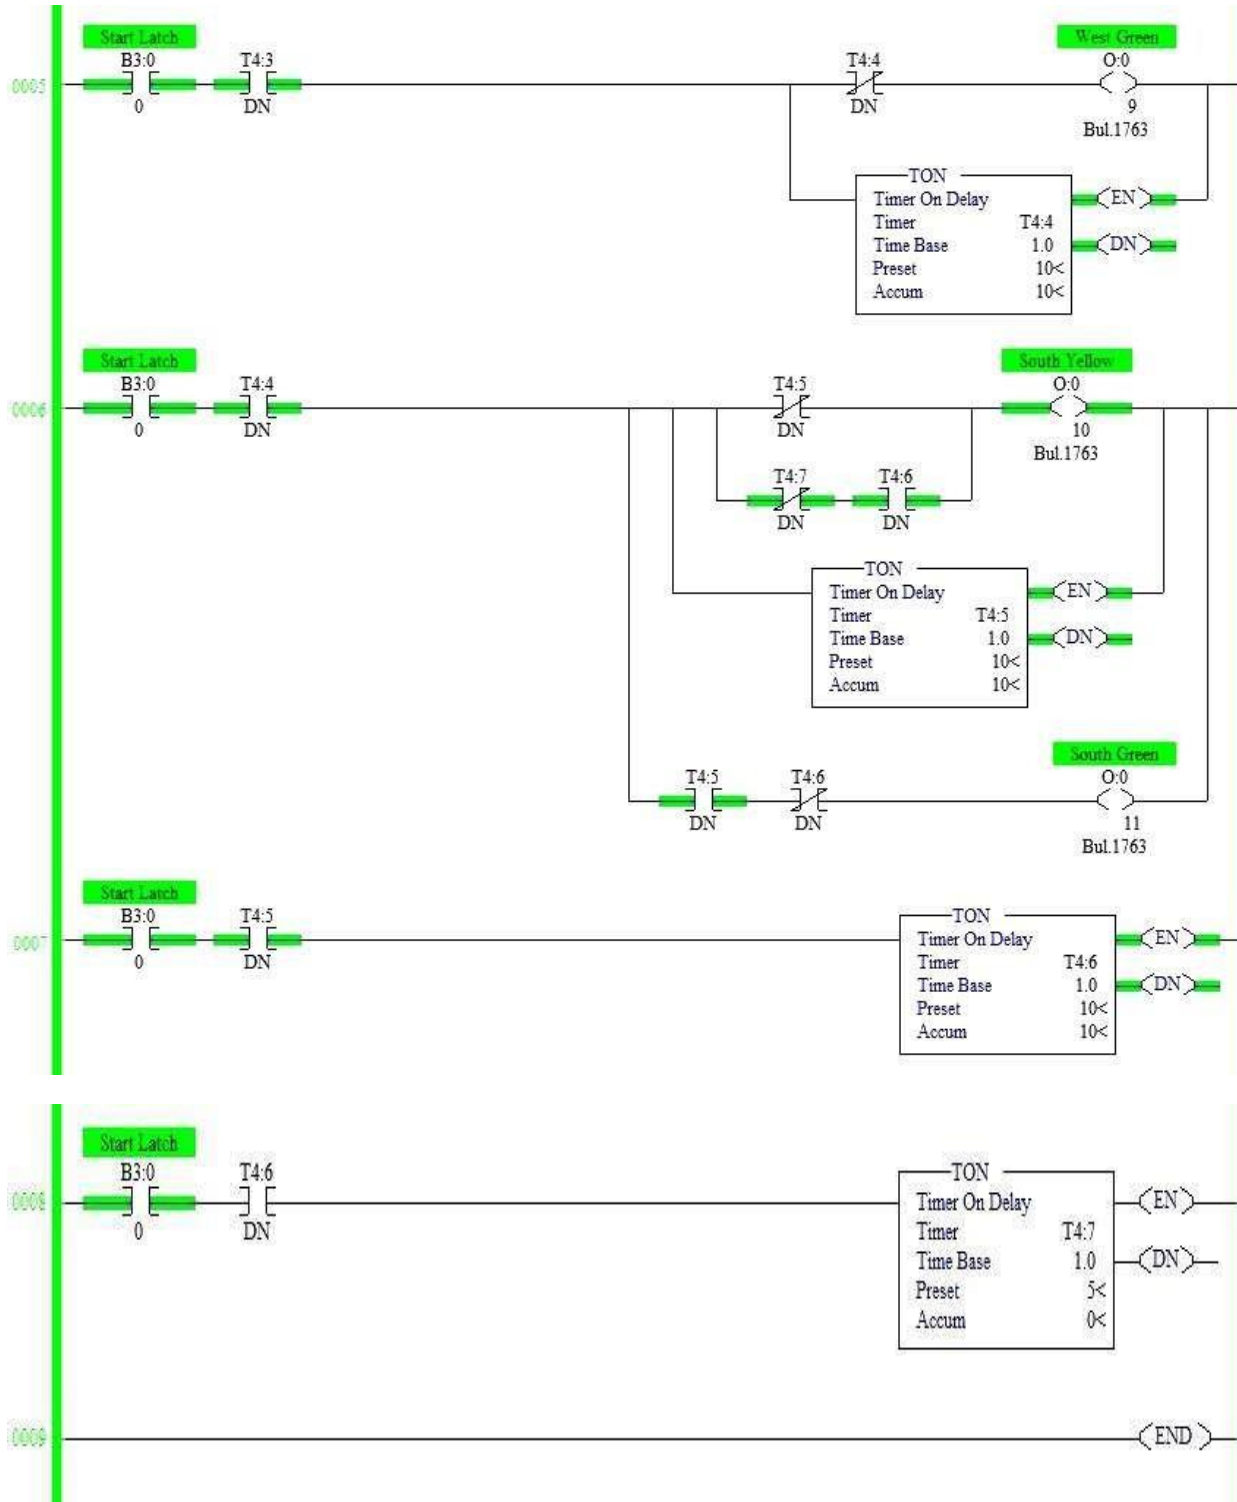 Start Latch
West Green
B3:0 T4:3 T4:4 O:0
0005
0 DN DN 9
Bul.1763
TON
Timer On Delay EN
Timer T4:4
Time Base 1.0 DN
Preset 10<
Accum 10<
Start Latch
South Yellow
B3:0 T4:4 T4:5 O:0
0006
0 DN DN 10
Bul.1763
T4:7 T4:6
DN DN
TON
Timer On Delay EN
Timer T4:5
Time Base 1.0 DN
Preset 10<
Accum 10<
South Green
T4:5 T4:6 O:0
DN DN 11
Bul.1763
Start Latch
B3:0 T4:5
0007
0 DN
TON
Timer On Delay EN
Timer T4:6
Time Base 1.0 DN
Preset 10<
Accum 10<
Start Latch
B3:0 T4:6
0008
0 DN
TON
Timer On Delay EN
Timer T4:7
Time Base 1.0 DN
Preset 5<
Accum 0<
0009
END